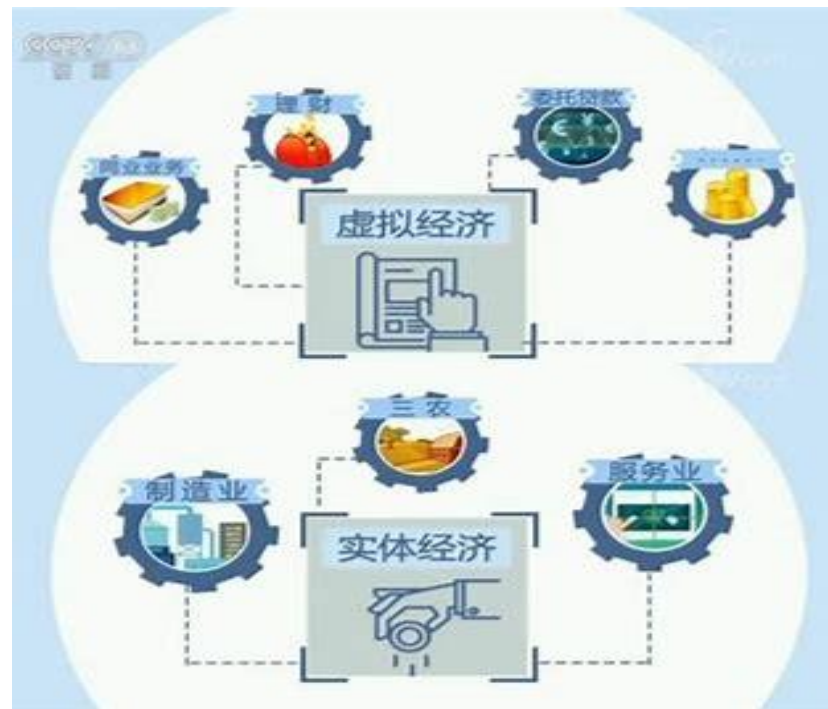 CCTV
理财
委托贷款
同业业务
......
虚拟经济
三农
制造业
服务业
实体经济